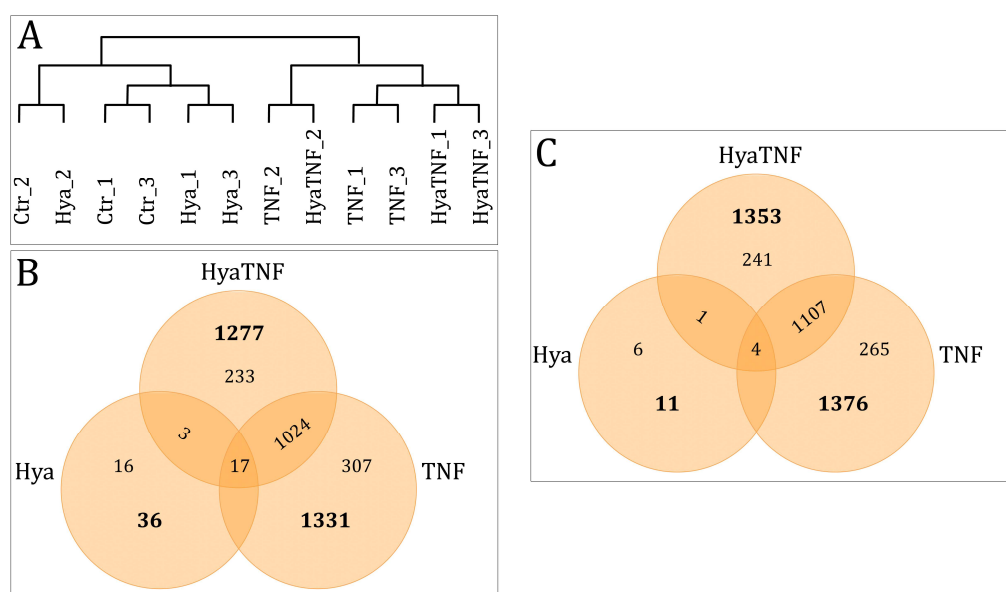 A
Ctr_2
Hya_2
Ctr_1
Ctr_3
Hya_1
Hya_3
TNF_2
HyaTNF_2
TNF_1
TNF_3
HyaTNF_1
HyaTNF_3
B
HyaTNF
1277
233
3
1024
Hya
16
17
307
TNF
36
1331
C
HyaTNF
1353
241
1
1107
Hya
6
4
265
TNF
11
1376